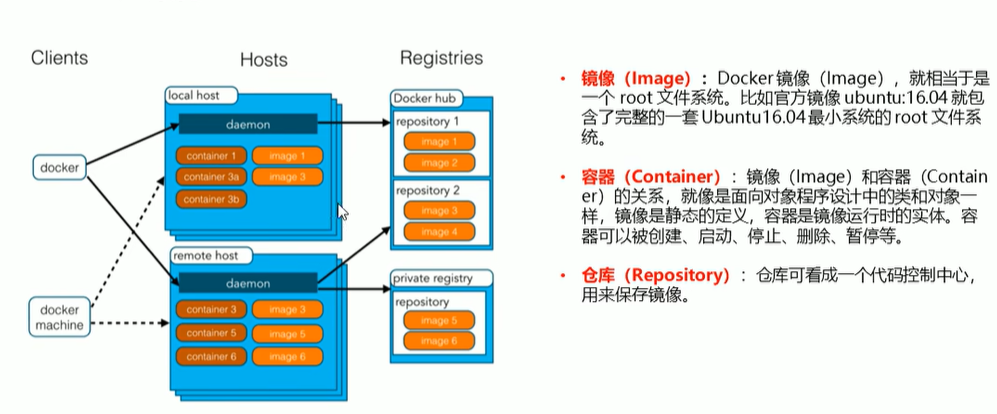 Clients
Hosts
Registries
local host
daemon
container 1
image 1
container 3a
image 3
container 3b
docker
remote host
daemon
container 3
image 3
container 5
image 5
container 6
image 6
docker
machine
Docker hub
repository 1
image 1
image 2
repository 2
image 3
image 4
private registry
repository
image 5
image 6
• 镜像（Image）：Docker 镜像（Image），就相当于是
一个 root 文件系统。比如官方镜像 ubuntu:16.04 就包
含了完整的一套 Ubuntu16.04 最小系统的 root 文件系
统。
• 容器（Container）：镜像（Image）和容器（Contain
er）的关系，就像是面向对象程序设计中的类和对象一
样，镜像是静态的定义，容器是镜像运行时的实体。容
器可以被创建、启动、停止、删除、暂停等。
• 仓库（Repository）：仓库可看成一个代码控制中心，
用来保存镜像。